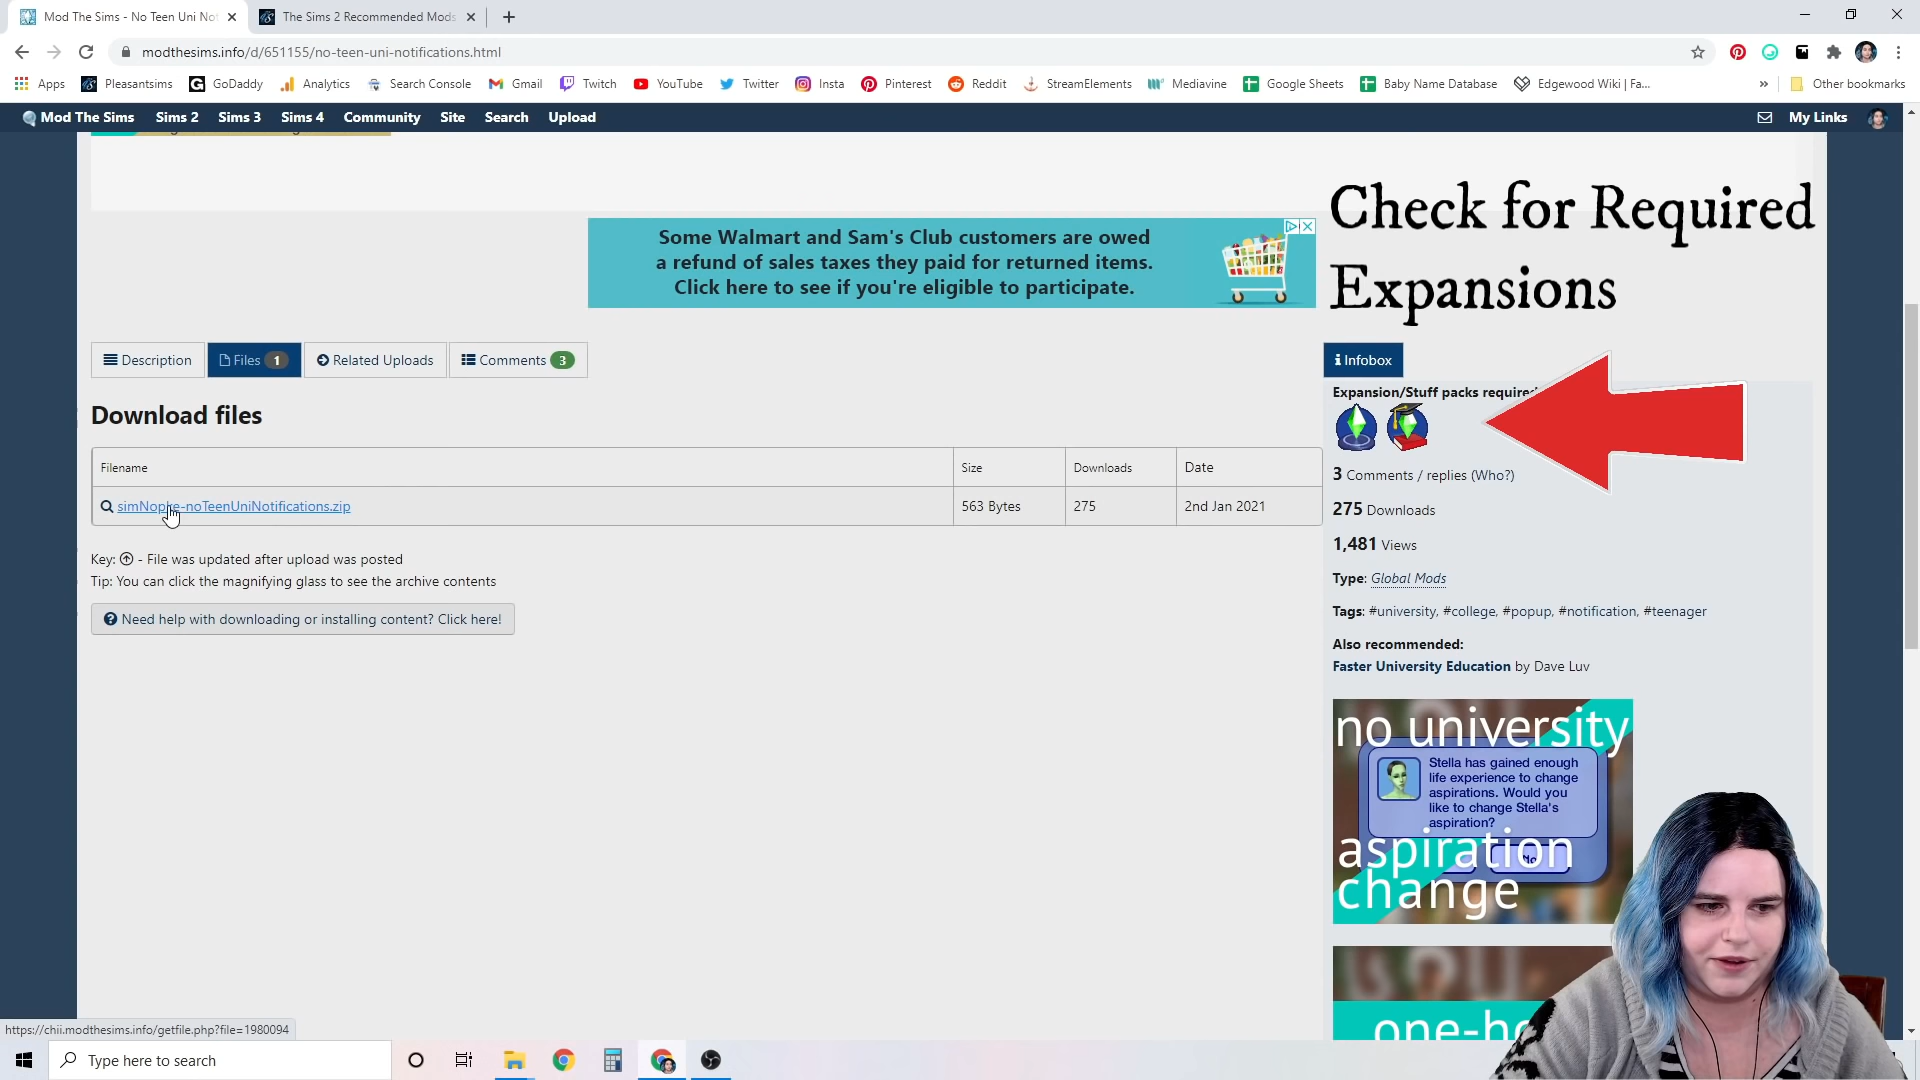 Mod The Sims - No Teen Uni Not
The Sims 2 Recommended Mods
modthesims.info/d/651155/no-teen-uni-notifications.html
Apps Pleasantsims GoDaddy Analytics Search Console Gmail Twitch YouTube Twitter Insta Pinterest Reddit StreamElements Mediavine Google Sheets Baby Name Database Edgewood Wiki | Fa... » Other bookmarks
Mod The Sims Sims 2 Sims 3 Sims 4 Community Site Search Upload My Links
Check for Required
Expansions
Some Walmart and Sam's Club customers are owed
a refund of sales taxes they paid for returned items.
Click here to see if you're eligible to participate.
Description Files 1 Related Uploads Comments 3
Infobox
Download files
Expansion/Stuff packs
Filename Size Downloads Date
simNopke-noTeenUniNotifications.zip 563 Bytes 275 2nd Jan 2021
Key: - File was updated after upload was posted
Tip: You can click the magnifying glass to see the archive contents
Need help with downloading or installing content? Click here!
3 Comments / replies (Who?)
275 Downloads
1,481 Views
Type: Global Mods
Tags: #university, #college, #popup, #notification, #teenager
Also recommended:
Faster University Education by Dave Luv
no university
Stella has gained enough
life experience to change
aspirations. Would you
like to change Stella's
aspiration?
aspiration
change
https://chii.modthesims.info/getfile.php?file=1980094
Type here to search